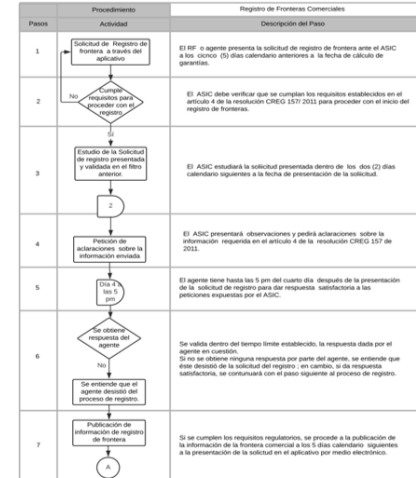 Procedimiento
Registro de Fronteras Comerciales
Pasos
Actividad
Descripción del Paso
1
Solicitud de Registro de
frontera a través del
aplicativo
El RF o agente presenta la solicitud de registro de frontera ante el ASIC
a los cicnco (5) días calendario anteriores a la fecha de cálculo de
garantías.
2
No
Cumple
requisitos para
proceder con el
registro
Si
El ASIC debe verificar que se cumplan los requisitos establecidos en el
artículo 4 de la resolución CREG 157/ 2011 para proceder con el inicio del
registro de fronteras.
3
Estudio de la Solicitud
de registro presentada
y validada en el filtro
anterior.
2
El ASIC estudiará la solicitud presentada dentro de los dos (2) días
calendario siguientes a la fecha de presentación de la solicitud.
4
Petición de
aclaraciones sobre la
información enviada
El ASIC presentará observaciones y pedirá aclaraciones sobre la
información requerida en el artículo 4 de la resolución CREG 157 de
2011.
5
Día 4 a
las 5
pm
El agente tiene hasta las 5 pm del cuarto día después de la presentación
de la solicitud de registro para dar respuesta satisfactoria a las
peticiones expuestas por el ASIC.
6
Se obtiene
respuesta del
agente
No
Se entiende que el
agente desistió del
proceso de registro.
Se valida dentro del tiempo límite establecido, la respuesta dada por el
agente en cuestión.
Si no se obtiene ninguna respuesta por parte del agente, se entiende que
éste desistió de la solicitud del registro ; en cambio, si da respuesta
satisfactoria, se contunuará con el paso siguiente al proceso de registro.
7
Publicación de
información de registro
de frontera
A
Si se cumplen los requisitos regulatorios, se procede a la publicación de
la información de la frontera comercial a los 5 días calendario siguientes
a la presentación de la solictud en el aplicativo por medio electrónico.